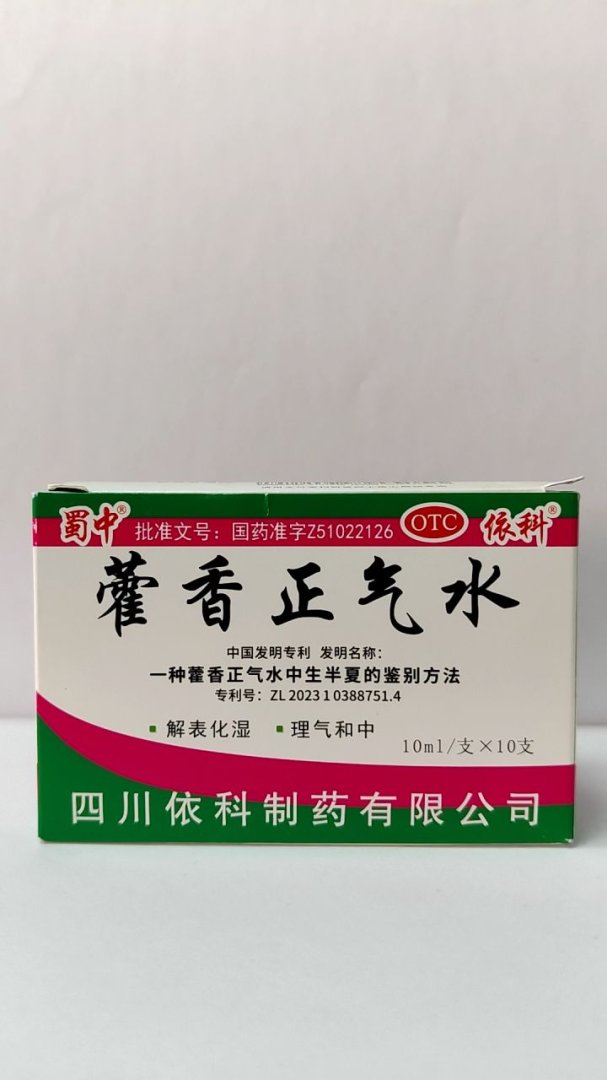 蜀中® 批准文号：国药准字Z51022126 OTC 依科®
藿香正气水
中国发明专利 发明名称：
一种藿香正气水中生半夏的鉴别方法
专利号：ZL 2023 1 0388751.4
▪ 解表化湿 ▪ 理气和中
10ml/支×10支
四川依科制药有限公司